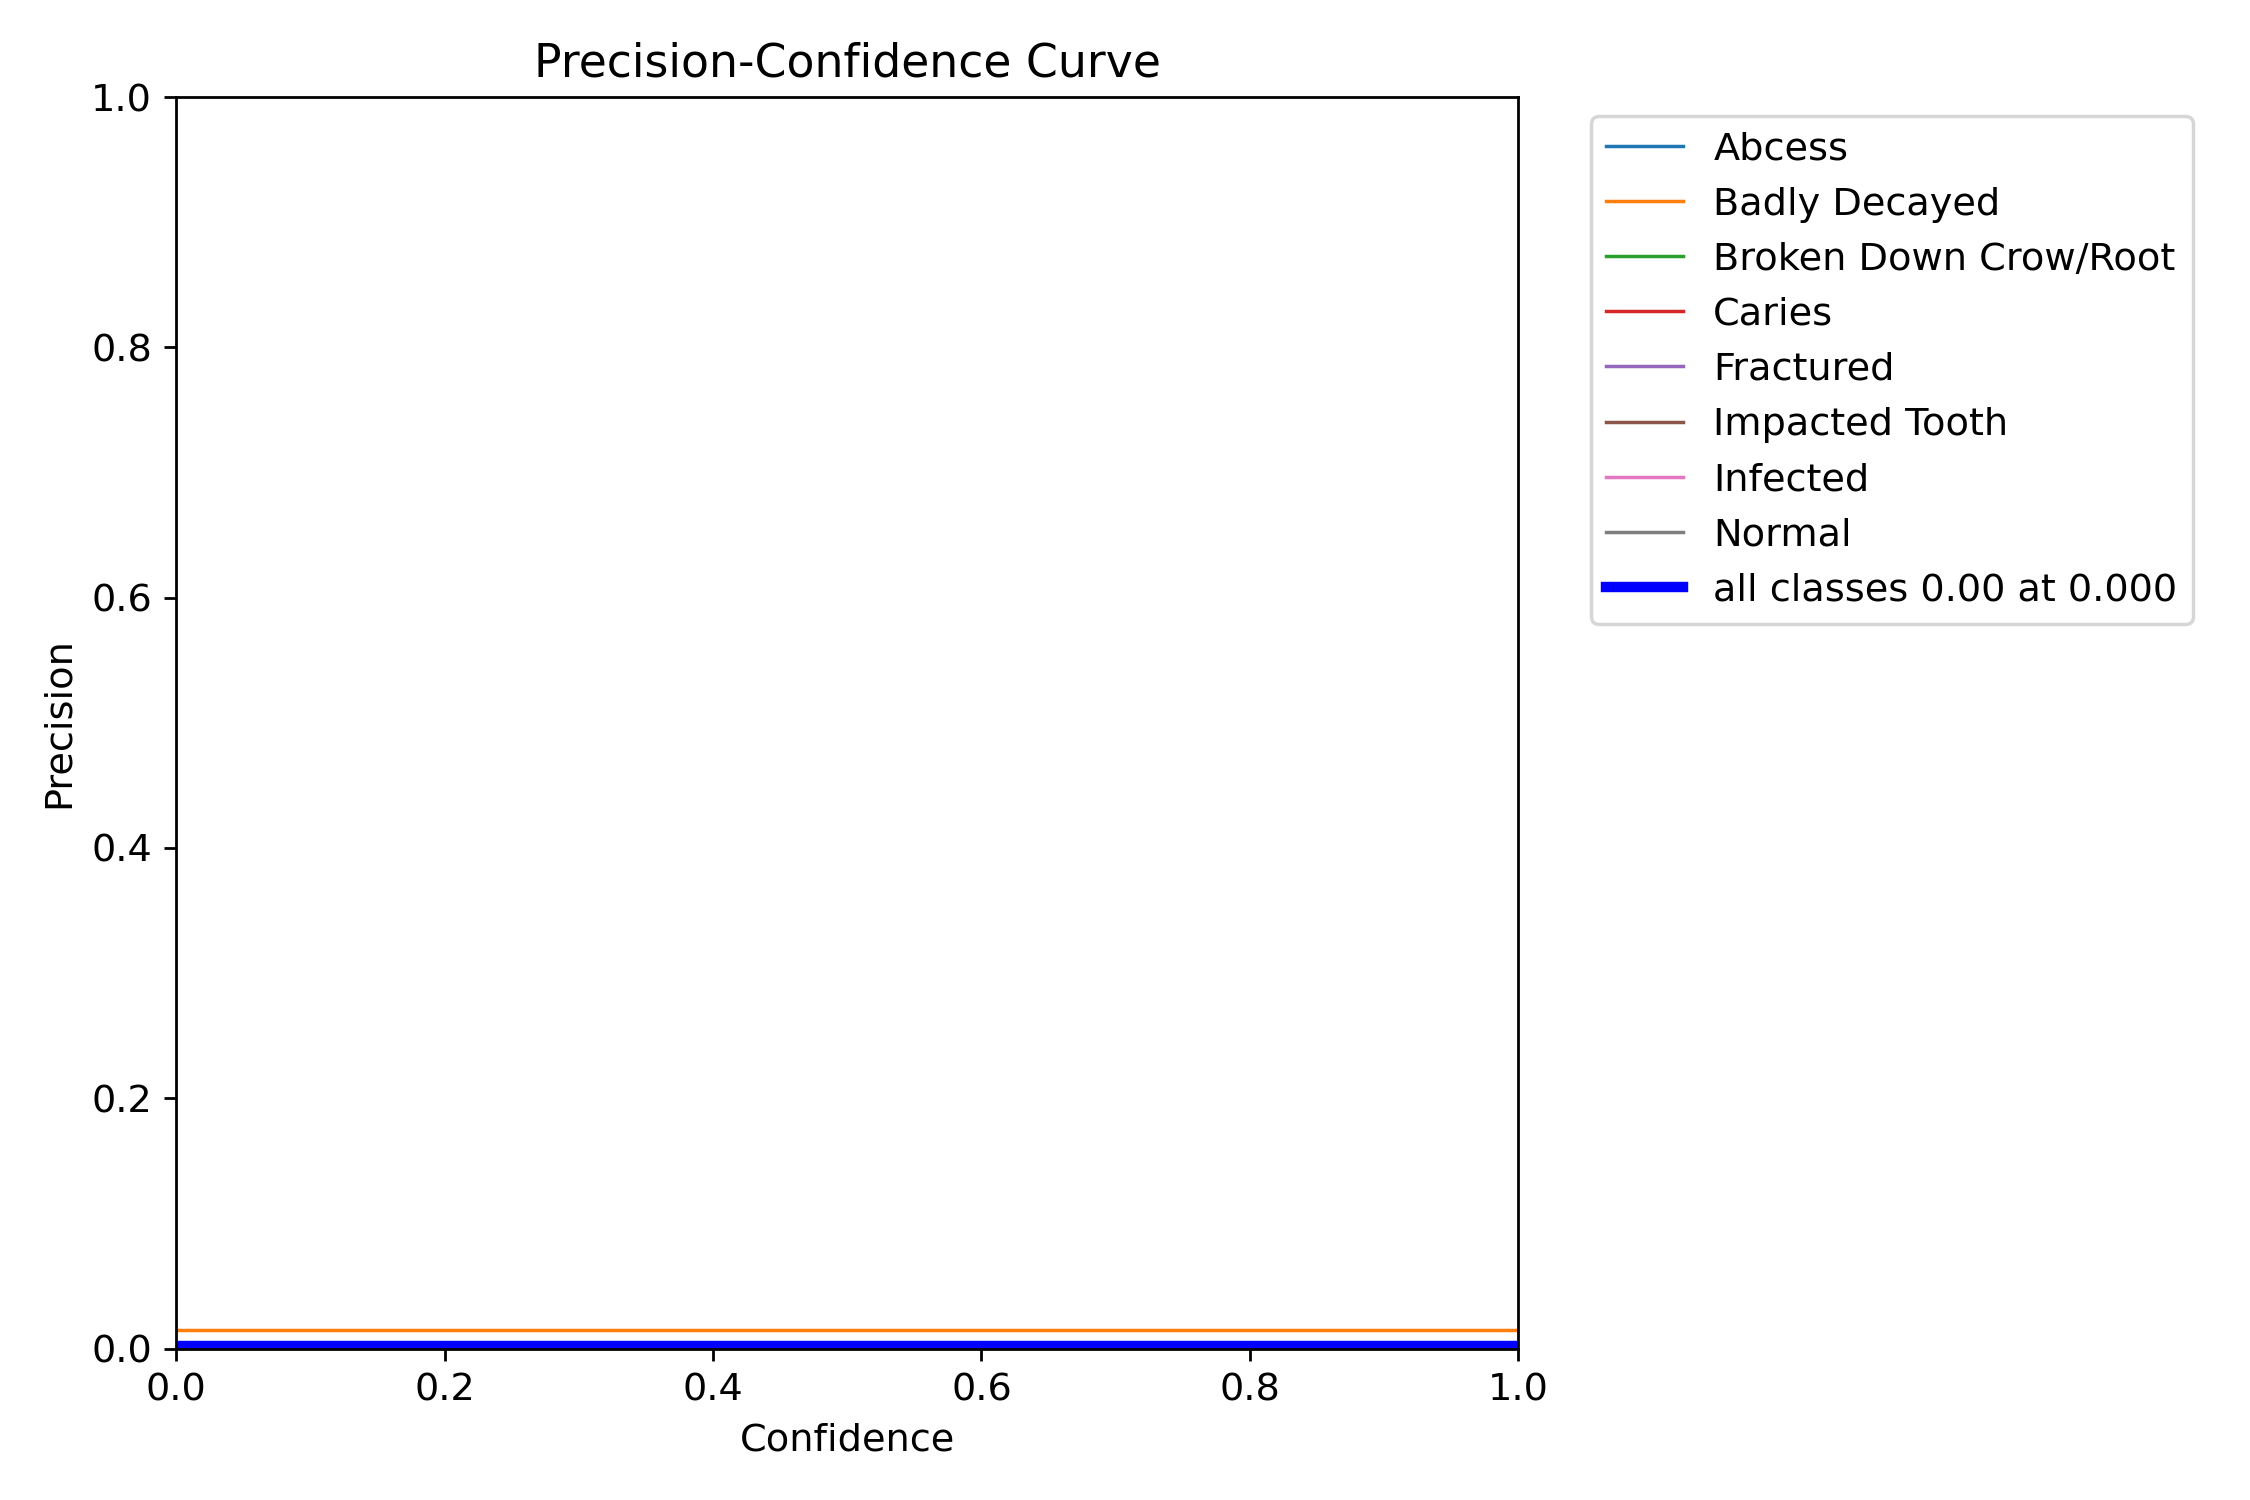 Precision-Confidence Curve
1.0
0.8
0.6
0.4
0.2
0.0
Precision
0.0 0.2 0.4 0.6 0.8 1.0
Confidence
Abcess
Badly Decayed
Broken Down Crow/Root
Caries
Fractured
Impacted Tooth
Infected
Normal
all classes 0.00 at 0.000